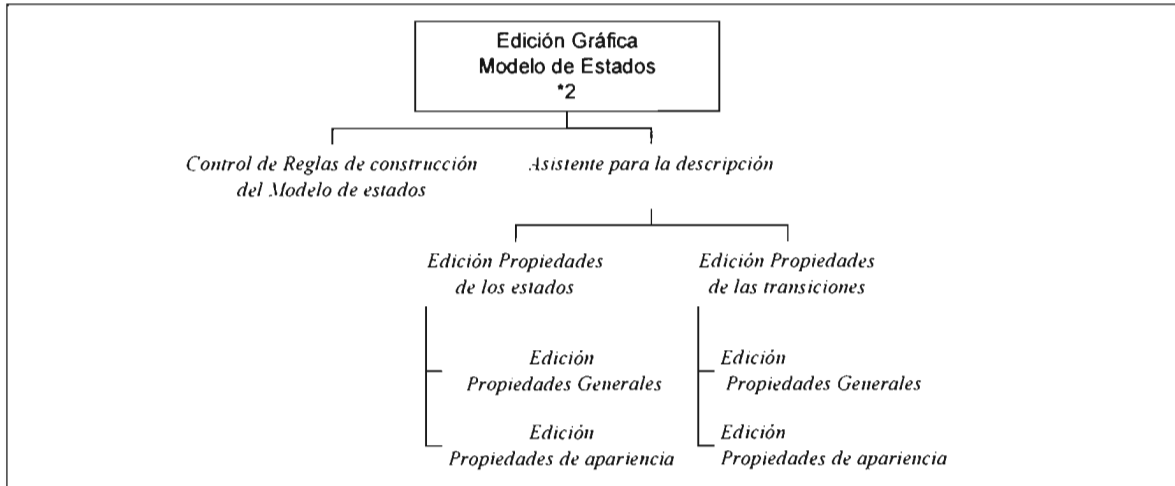 Edición Gráfica
Modelo de Estados
*2
Control de Reglas de construcción
del Modelo de estados
Asistente para la descripción
Edición Propiedades
de los estados
Edición Propiedades
de las transiciones
Edición
Propiedades Generales
Edición
Propiedades de apariencia
Edición
Propiedades Generales
Edición
Propiedades de apariencia